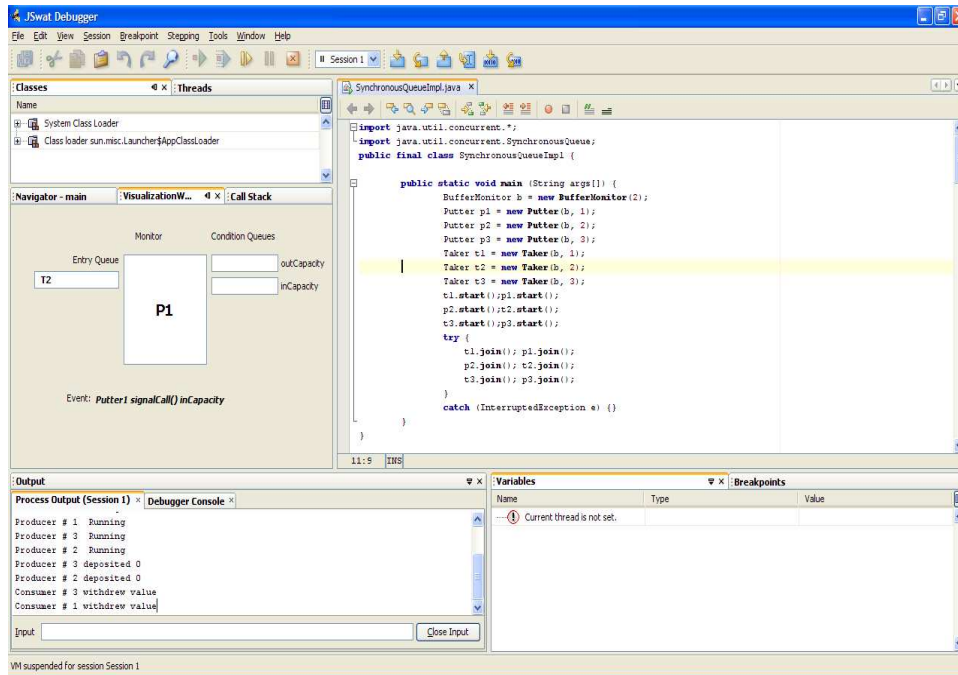 JSwat Debugger
File Edit View Session Breakpoint Stepping Tools Window Help
Session 1
Classes
Threads
Name
System Class Loader
Class loader sun.misc.Launcher$AppClassLoader
Navigator - main
VisualizationW...
Call Stack
Monitor
Condition Queues
Entry Queue
outCapacity
T2
inCapacity
P1
Event: Putter1 signalCall() inCapacity
SynchronousQueueImpl.java
import java.util.concurrent.*;
import java.util.concurrent.SynchronousQueue;
public final class SynchronousQueueImpl {
public static void main (String args[]) {
BufferMonitor b = new BufferMonitor(2);
Putter p1 = new Putter(b, 1);
Putter p2 = new Putter(b, 2);
Putter p3 = new Putter(b, 3);
Taker t1 = new Taker(b, 1);
Taker t2 = new Taker(b, 2);
Taker t3 = new Taker(b, 3);
t1.start();p1.start();
p2.start();t2.start();
t3.start();p3.start();
try {
t1.join(); p1.join();
p2.join(); t2.join();
t3.join(); p3.join();
}
catch (InterruptedException e) {}
}
}
11:9 INS
Output
Process Output (Session 1)
Debugger Console
Producer # 1 Running
Producer # 3 Running
Producer # 2 Running
Producer # 3 deposited 0
Producer # 2 deposited 0
Consumer # 3 withdrew value
Consumer # 1 withdrew value
Input
Close Input
Variables
Breakpoints
Name Type Value
Current thread is not set.
VM suspended for session Session 1